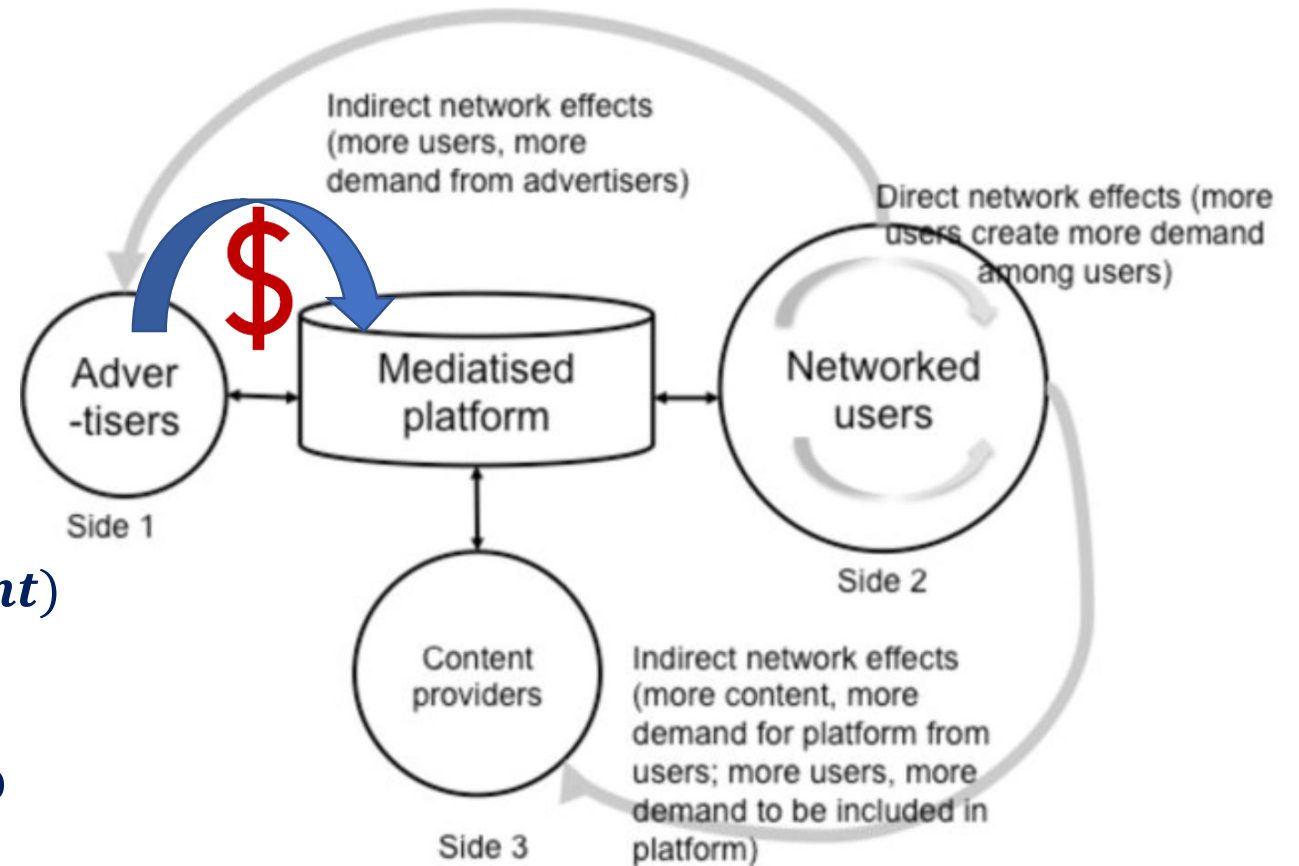 Indirect network effects
(more users, more
demand from advertisers)
Direct network effects (more
users create more demand
among users)
$
Adver
-tisers
Mediatised
platform
Networked
users
Side 1
Side 2
nt)
Content
providers
Indirect network effects
(more content, more
demand for platform from
users; more users, more
demand to be included in
platform)
Side 3